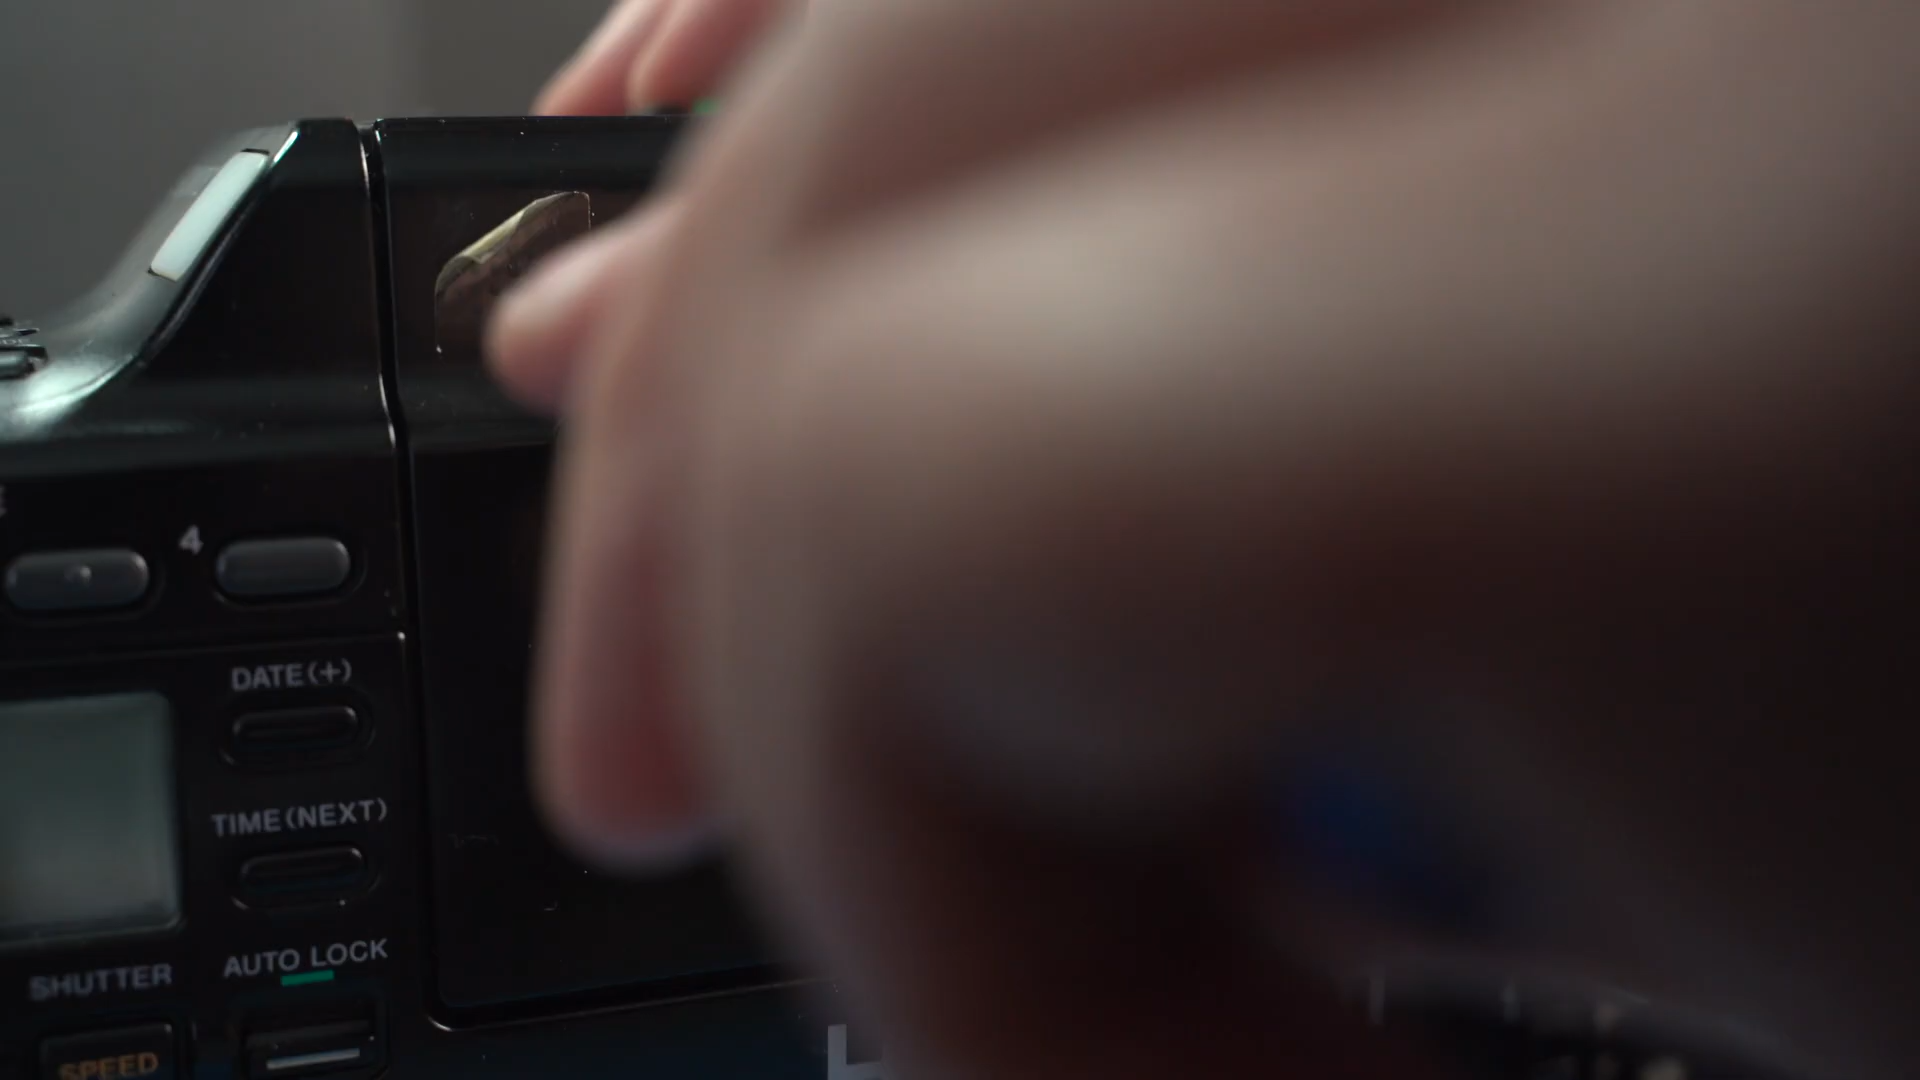 4
DATE(+)
TIME(NEXT)
AUTO LOCK
SHUTTER
SPEED